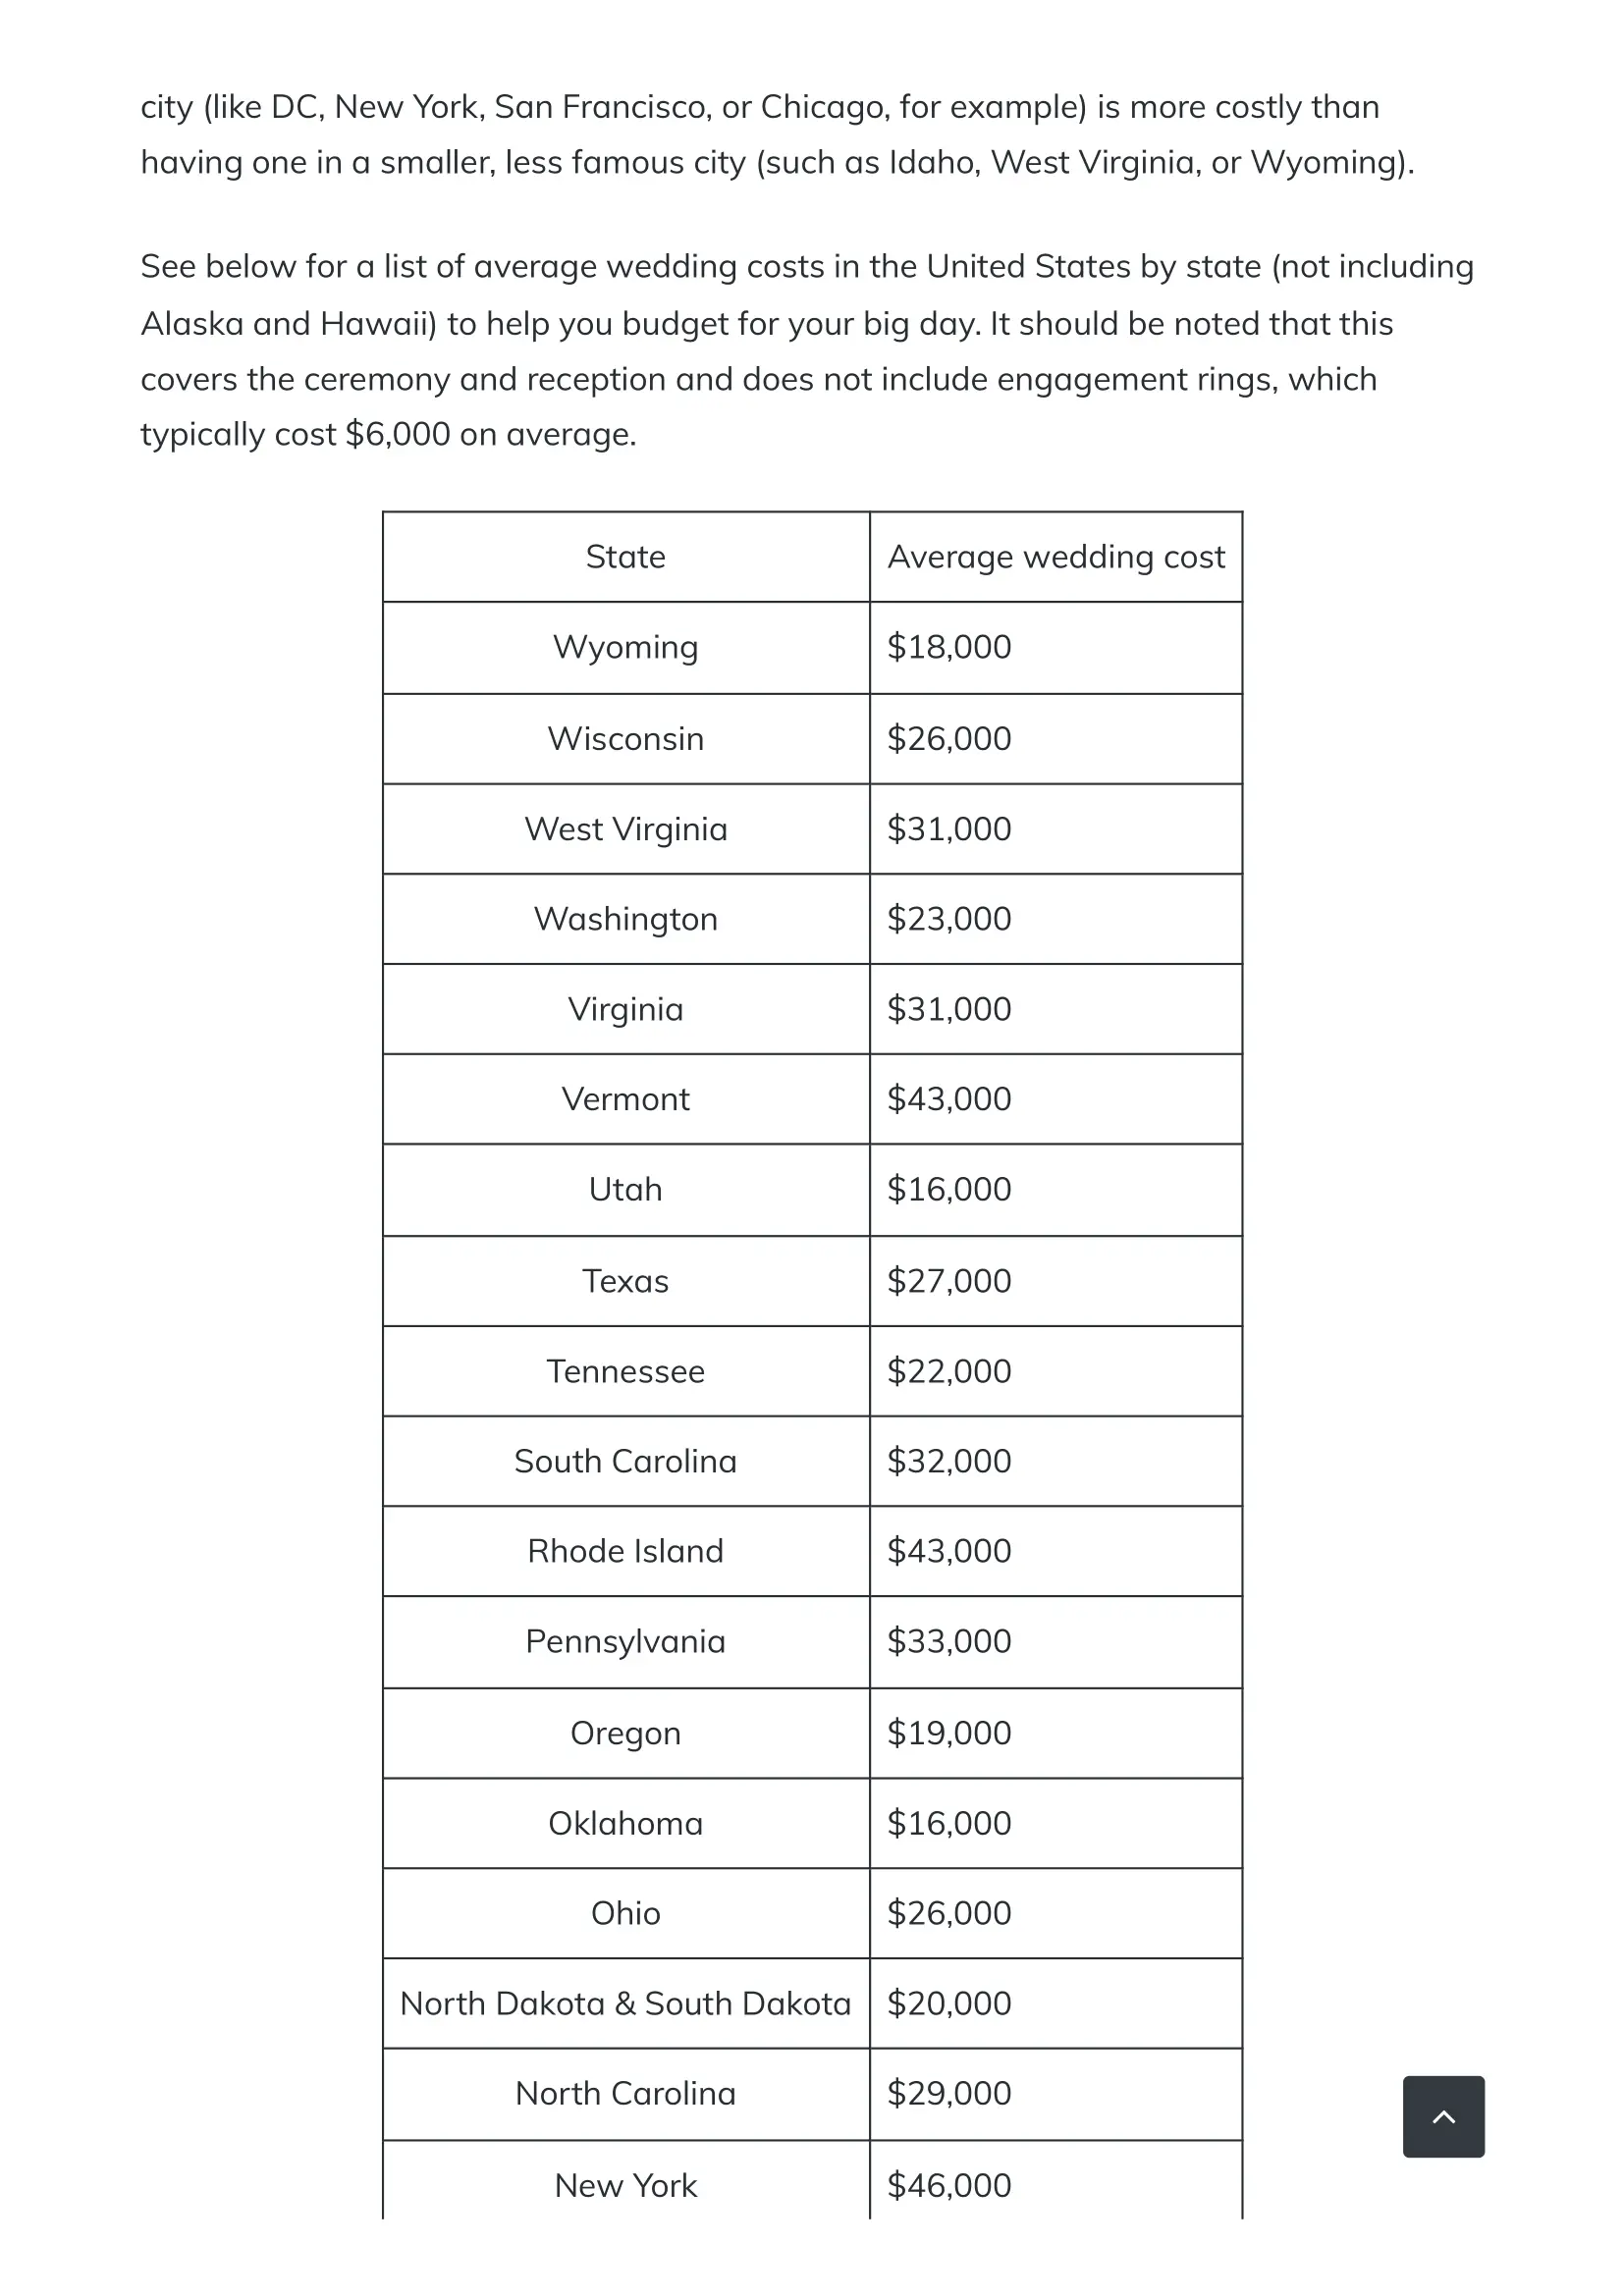 city (like DC, New York, San Francisco, or Chicago, for example) is more costly than
having one in a smaller, less famous city (such as Idaho, West Virginia, or Wyoming).
See below for a list of average wedding costs in the United States by state (not including
Alaska and Hawaii) to help you budget for your big day. It should be noted that this
covers the ceremony and reception and does not include engagement rings, which
typically cost $6,000 on average.
State Average wedding cost
Wyoming $18,000
Wisconsin $26,000
West Virginia $31,000
Washington $23,000
Virginia $31,000
Vermont $43,000
Utah $16,000
Texas $27,000
Tennessee $22,000
South Carolina $32,000
Rhode Island $43,000
Pennsylvania $33,000
Oregon $19,000
Oklahoma $16,000
Ohio $26,000
North Dakota & South Dakota $20,000
North Carolina $29,000
New York $46,000